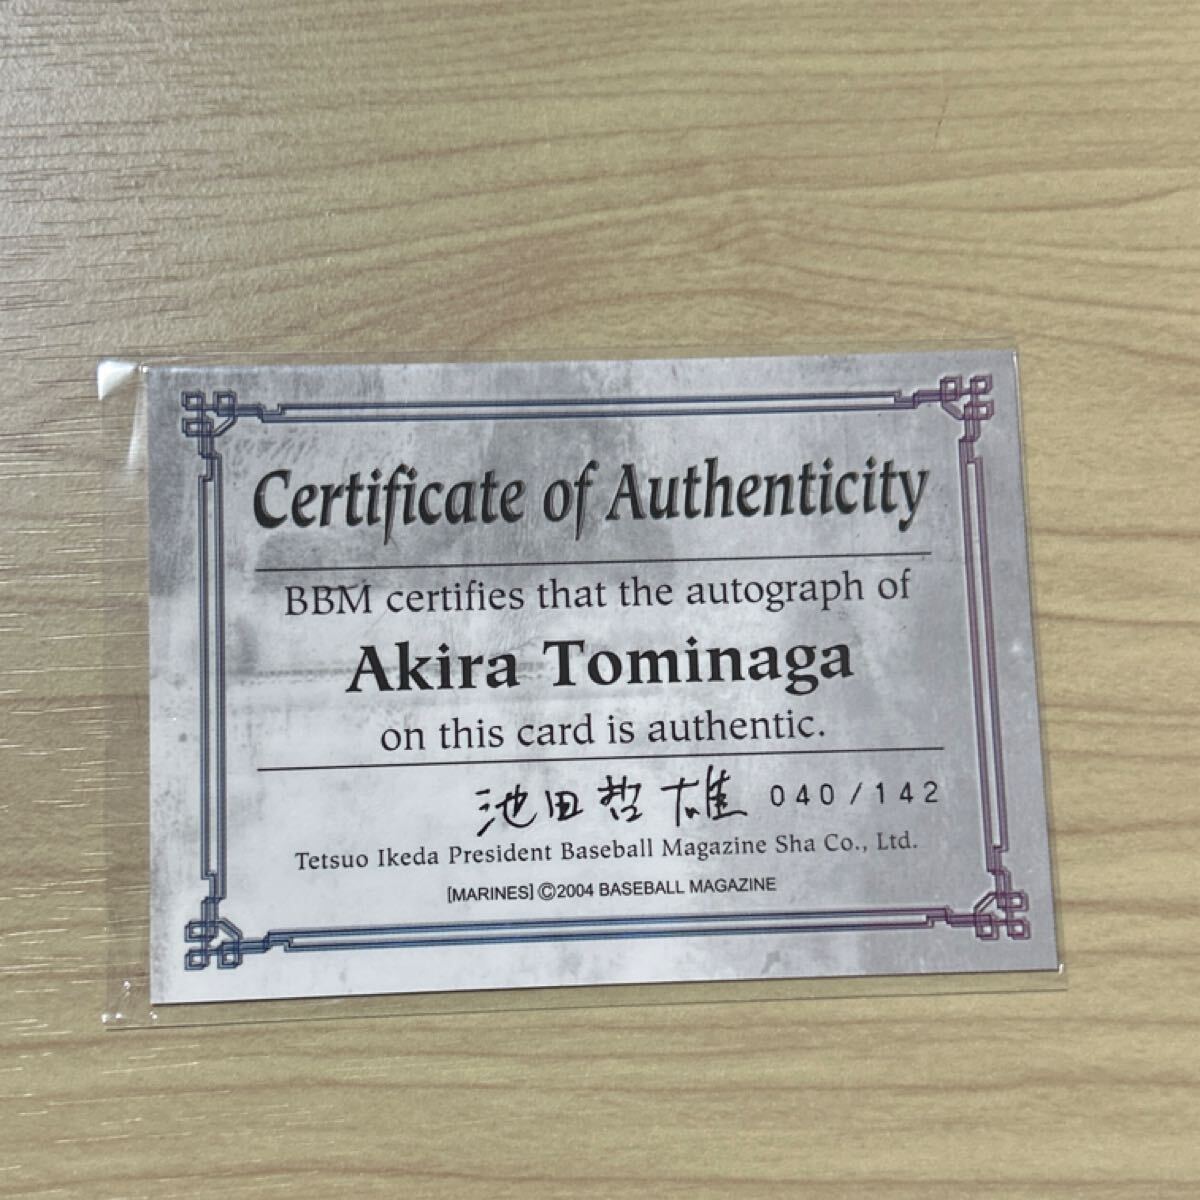 Certificate of Authenticity
BBM certifies that the autograph of
Akira Tominaga
on this card is authentic.
池田哲雄 040/142
Tetsuo Ikeda President Baseball Magazine Sha Co., Ltd.
[MARINES] ©2004 BASEBALL MAGAZINE